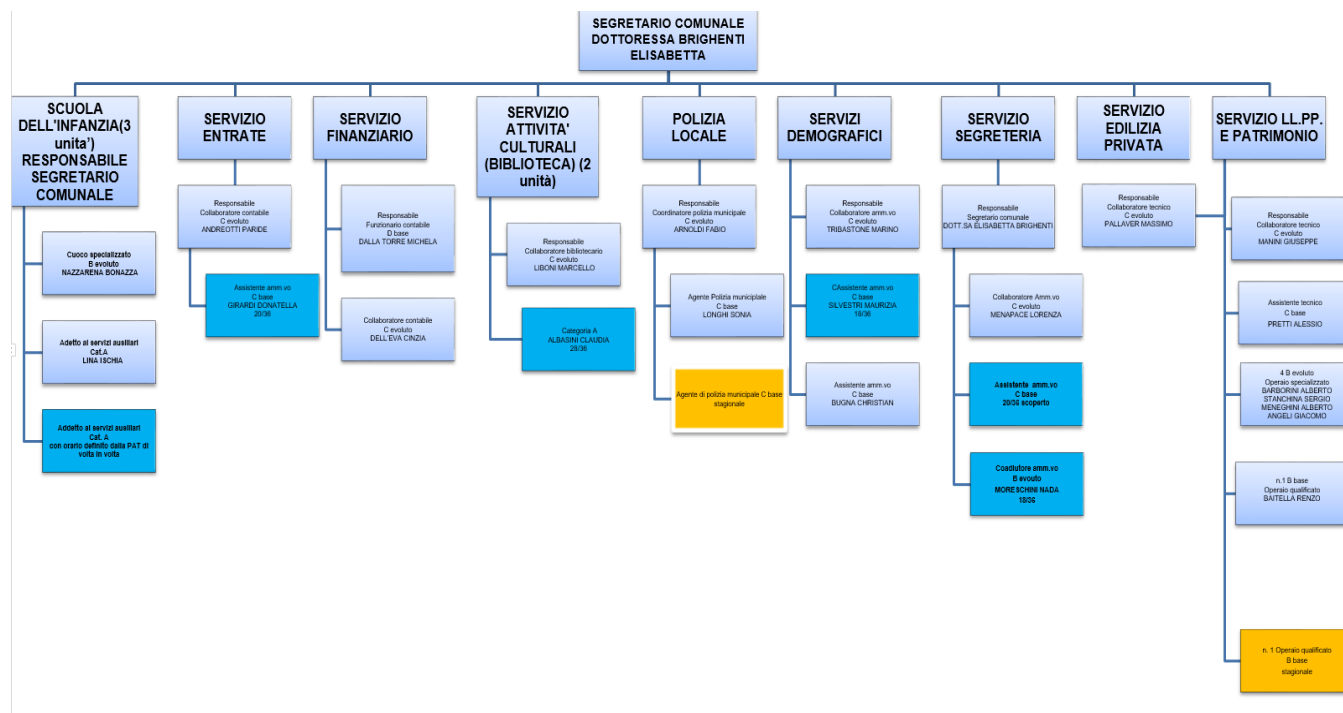 SEGRETARIO COMUNALE
DOTTORESSA BRIGHENTI
ELISABETTA
SCUOLA
DELL'INFANZIA(3
unita')
RESPONSABILE
SEGRETARIO
COMUNALE
Cuoco specializzato
B evoluto
NAZZARENA BONAZZA
Adetto ai servizi ausiliari
Cat.A
LINA ISCHIA
Addetto ai servizi ausiliari
Cat. A
con orario definito dalla PAT di
volta in volta
SERVIZIO
ENTRATE
Responsabile
Collaboratore contabile
C evoluto
ANDREOTTI PARIDE
Assistente amm.vo
C base
GIRARDI DONATELLA
20/36
SERVIZIO
FINANZIARIO
Responsabile
Funzionario contabile
D base
DALLA TORRE MICHELA
Collaboratore contabile
C evoluto
DELL'EVA CINZIA
SERVIZIO
ATTIVITA'
CULTURALI
(BIBLIOTECA) (2
unità)
Responsabile
Collaboratore bibliotecario
C evoluto
LIBONI MARCELLO
Categoria A
ALBASINI CLAUDIA
28/36
POLIZIA
LOCALE
Responsabile
Coordinatore polizia municipale
C evoluto
ARNOLDI FABIO
Agente Polizia municiplale
C base
LONGHI SONIA
Agente di polizia municipale C base
stagionale
SERVIZI
DEMOGRAFICI
Responsabile
Collaboratore amm.vo
C evoluto
TRIBASTONE MARINO
CAssistente amm.vo
C base
SILVESTRI MAURIZIA
18/36
Assistente amm.vo
C base
BUGNA CHRISTIAN
SERVIZIO
SEGRETERIA
Responsabile
Segretario comunale
DOTT.SA ELISABETTA BRIGHENTI
Collaboratore Amm.vo
C evoluto
MENAPACE LORENZA
Assistente amm.vo
C base
20/36 scoperto
Coadiutore amm.vo
B evouto
MORESCHINI NADA
18/36
SERVIZIO
EDILIZIA
PRIVATA
Responsabile
Collaboratore tecnico
C evoluto
PALLAVER MASSIMO
SERVIZIO LL.PP.
E PATRIMONIO
Responsabile
Collaboratore tecnico
C evoluto
MANINI GIUSEPPE
Assistente tecnico
C base
PRETTI ALESSIO
4 B evoluto
Operaio specializzato
BARBORINI ALBERTO
STANCHINA SERGIO
MENEGHINI ALBERTO
ANGELI GIACOMO
n.1 B base
Operaio qualificato
BAITELLA RENZO
n. 1 Operaio qualificato
B base
stagionale